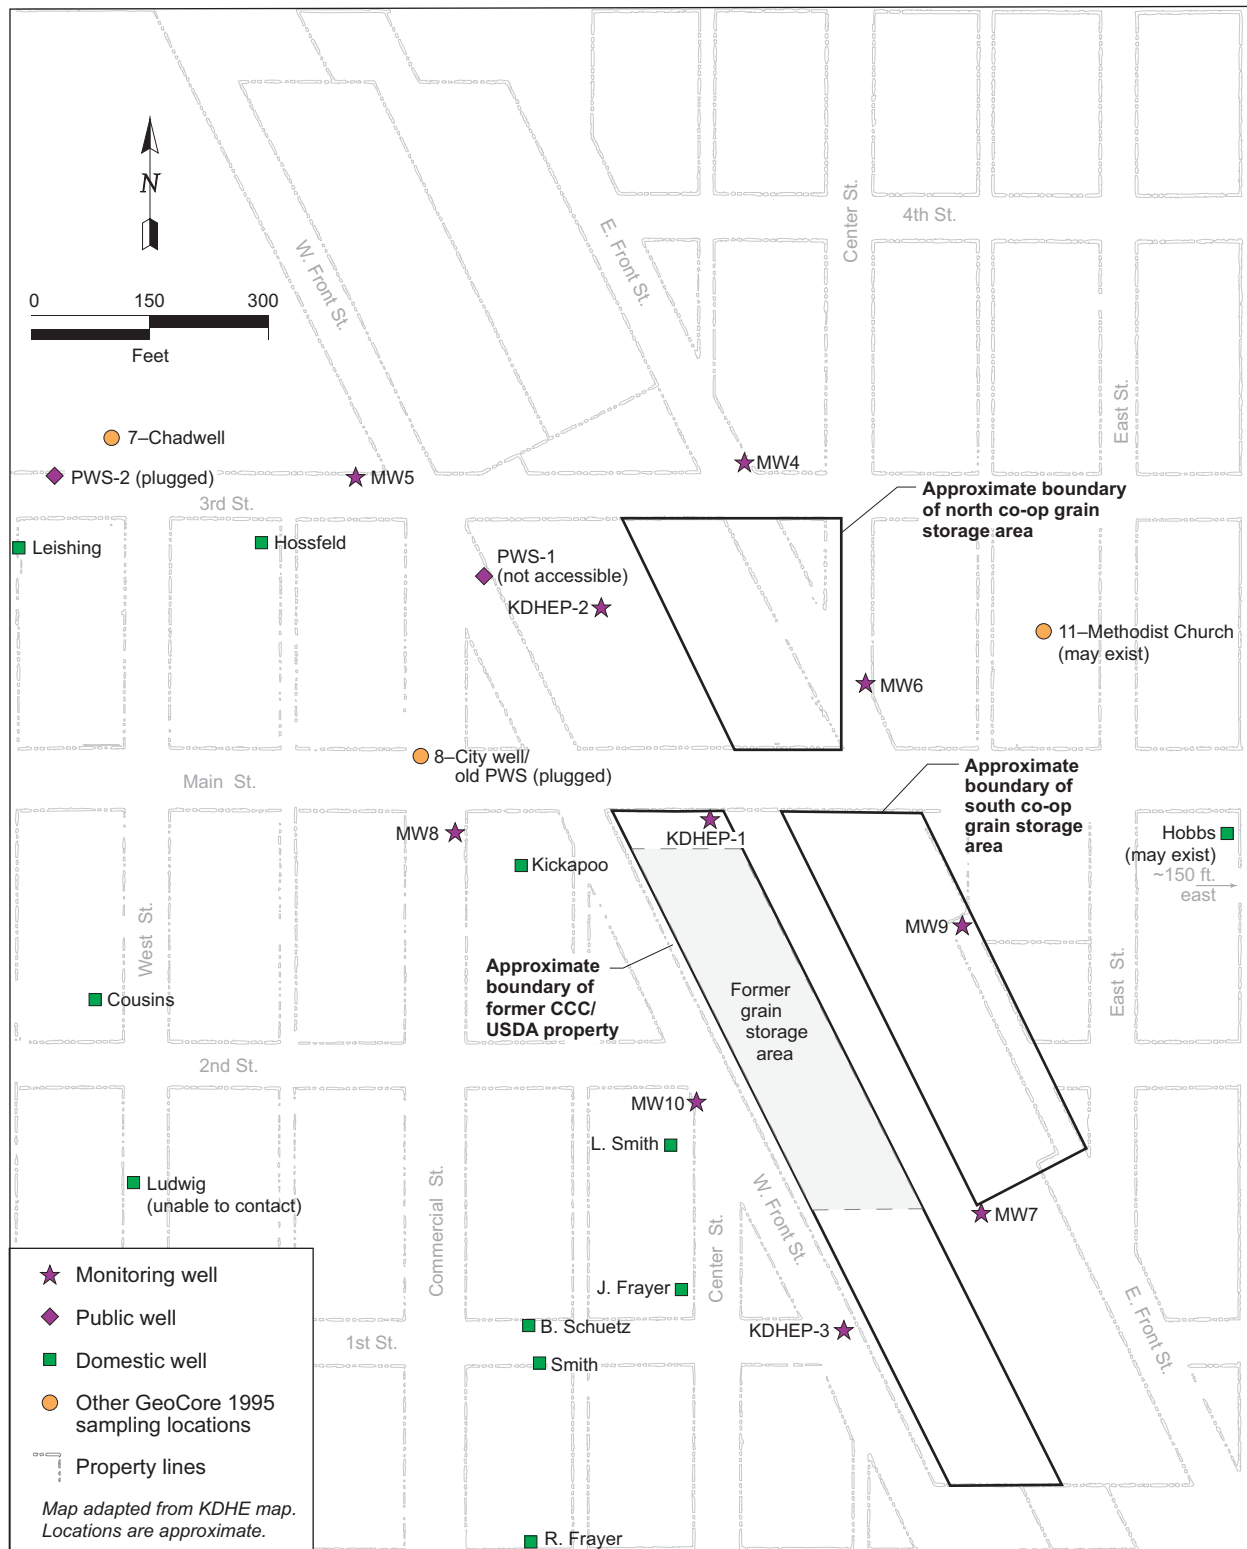 4th St.
Center St.
E. Front St.
N
W. Front St.
0 150 300
Feet
East St.
7–Chadwell
PWS-2 (plugged)
MW5
MW4
3rd St.
Approximate boundary
of north co-op grain
storage area
Leishing
Hossfeld
PWS-1
(not accessible)
KDHEP-2
11–Methodist Church
(may exist)
MW6
8–City well/
old PWS (plugged)
Main St.
Approximate
boundary of
south co-op
grain storage
area
MW8
KDHEP-1
Hobbs
(may exist)
~150 ft.
east
Kickapoo
West St.
MW9
Approximate
boundary of
former CCC/
USDA property
Former
grain
storage
area
East St.
Cousins
2nd St.
MW10
L. Smith
Ludwig
(unable to contact)
Commercial St.
Center St.
W. Front St.
MW7
J. Frayer
B. Schuetz
KDHEP-3
E. Front St.
1st St.
Smith
R. Frayer
Monitoring well
Public well
Domestic well
Other GeoCore 1995
sampling locations
Property lines
Map adapted from KDHE map.
Locations are approximate.